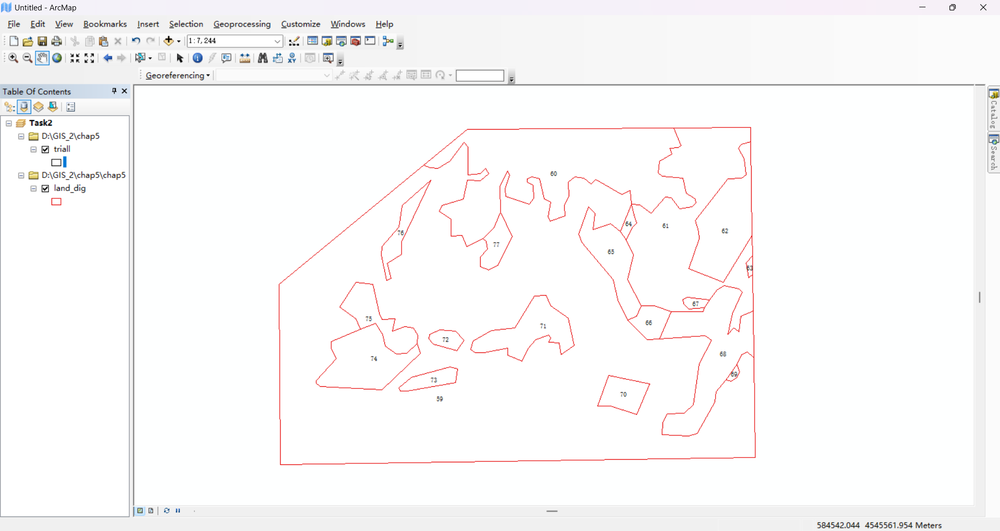 Untitled - ArcMap
File Edit View Bookmarks Insert Selection Geoprocessing Customize Windows Help
1:7,244
XY
Georeferencing
Table Of Contents
Task2
D:\GIS_2\chap5
triall
D:\GIS_2\chap5\chap5
land_dig
Catalog
Search
60
64
61
62
76
77
65
63
67
75
66
71
72
68
74
69
73
70
59
584542.044 4545561.954 Meters